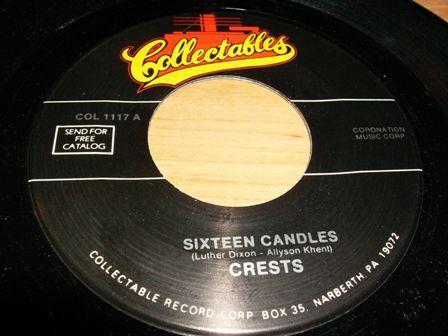 Collectables
COL 1117 A
SEND FOR
FREE
CATALOG
CORONATION
MUSIC CORP
SIXTEEN CANDLES
(Luther Dixon - Allyson Khent)
CRESTS
COLLECTABLE RECORD CORP BOX 35, NARBERTH PA 19072